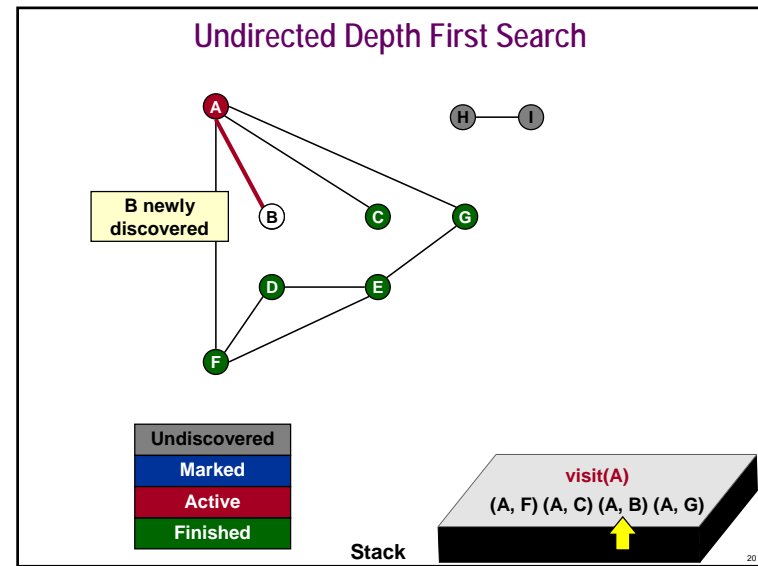 Undirected Depth First Search
A
H
I
B newly
discovered
B
C
G
D
E
F
Undiscovered
Marked
Active
Finished
visit(A)
(A, F) (A, C) (A, B) (A, G)
Stack
20